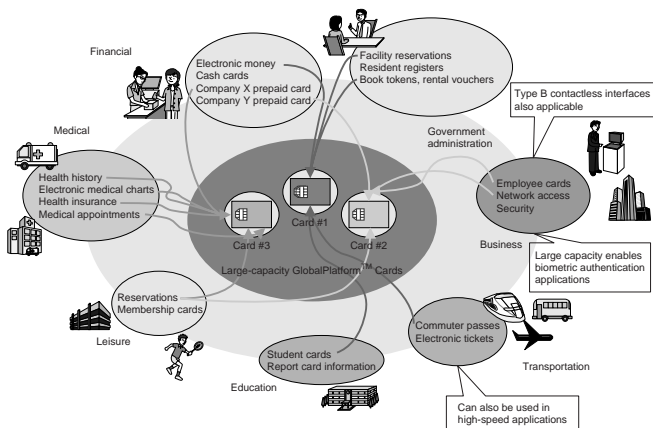 Financial
Electronic money
Cash cards
Company X prepaid card
Company Y prepaid card
Facility reservations
Resident registers
Book tokens, rental vouchers
Type B contactless interfaces
also applicable
Government
administration
Medical
Health history
Electronic medical charts
Health insurance
Medical appointments
Employee cards
Network access
Security
Card #1
Card #3
Card #2
Business
Large-capacity GlobalPlatform™ Cards
Large capacity enables
biometric authentication
applications
Reservations
Membership cards
Leisure
Commuter passes
Electronic tickets
Student cards
Report card information
Education
Transportation
Can also be used in
high-speed applications